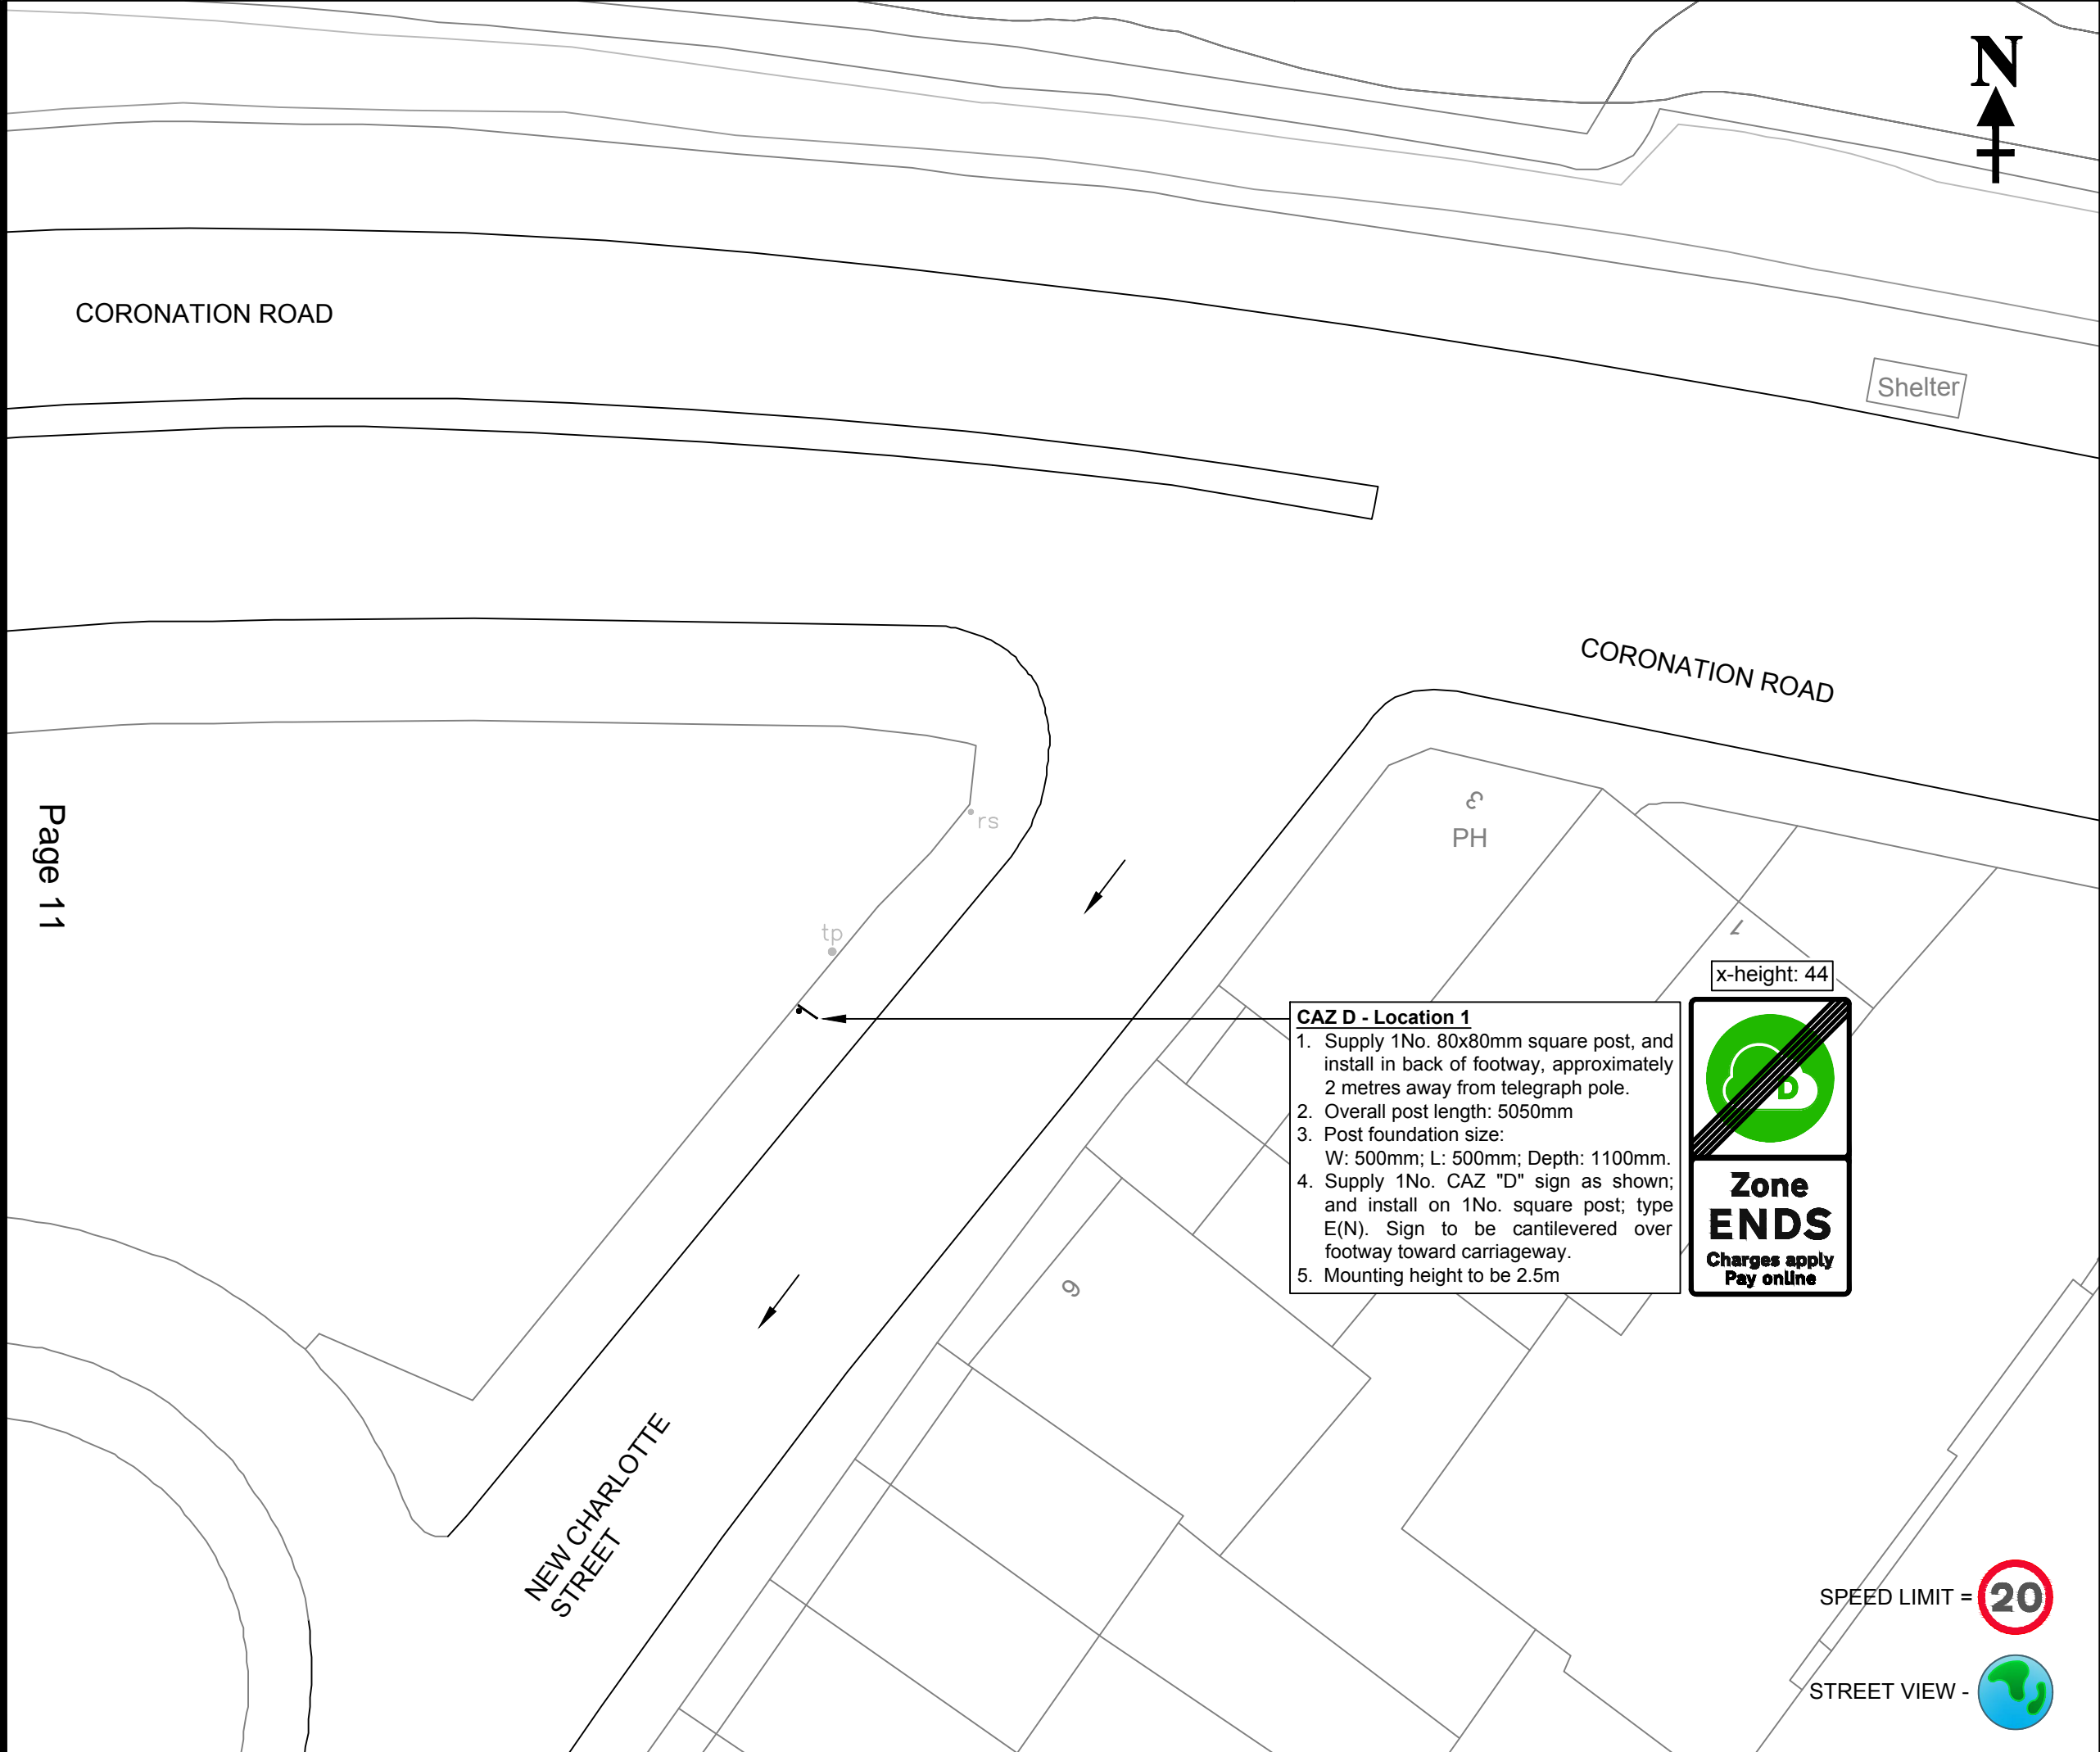 N
CORONATION ROAD
Shelter
CORONATION ROAD
3
PH
rs
Page 11
1
tp
x-height: 44
CAZ D - Location 1
1. Supply 1No. 80x80mm square post, and
install in back of footway, approximately
2 metres away from telegraph pole.
2. Overall post length: 5050mm
3. Post foundation size:
W: 500mm; L: 500mm; Depth: 1100mm.
4. Supply 1No. CAZ "D" sign as shown;
and install on 1No. square post; type
E(N). Sign to be cantilevered over
footway toward carriageway.
5. Mounting height to be 2.5m
D
Zone
ENDS
Charges apply
Pay online
NEW CHARLOTTE
STREET
SPEED LIMIT = 20
STREET VIEW -